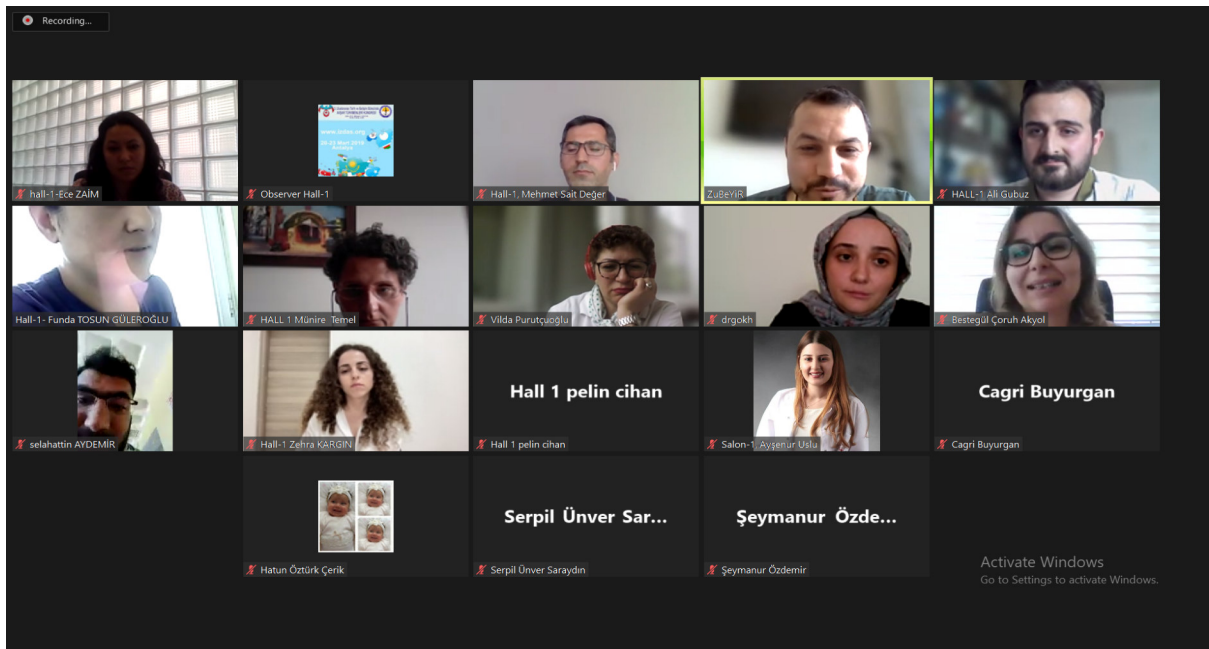 Recording...
www.inlac.org
hall-1-Ece ZAİM
Observer Hall-1
Hall-1, Mehmet Sait Değer
ZuBeYiR
HALL-1 Ali Gubuz
Hall-1- Funda TOSUN GÜLEROĞLU
HALL 1 Münire Temel
Vilda Purutçuoğlu
drgokh
Bestegül Çoruh Akyol
Hall 1 pelin cihan
Cagri Buyurgan
selahattin AYDEMİR
Hall-1 Zehra KARGIN
Hall 1 pelin cihan
Salon-1, Ayşenur Uslu
Cagri Buyurgan
Serpil Ünver Sar...
Şeymanur Özde...
Hatun Öztürk Çerik
Serpil Ünver Saraydın
Şeymanur Özdemir
Activate Windows
Go to Settings to activate Windows.